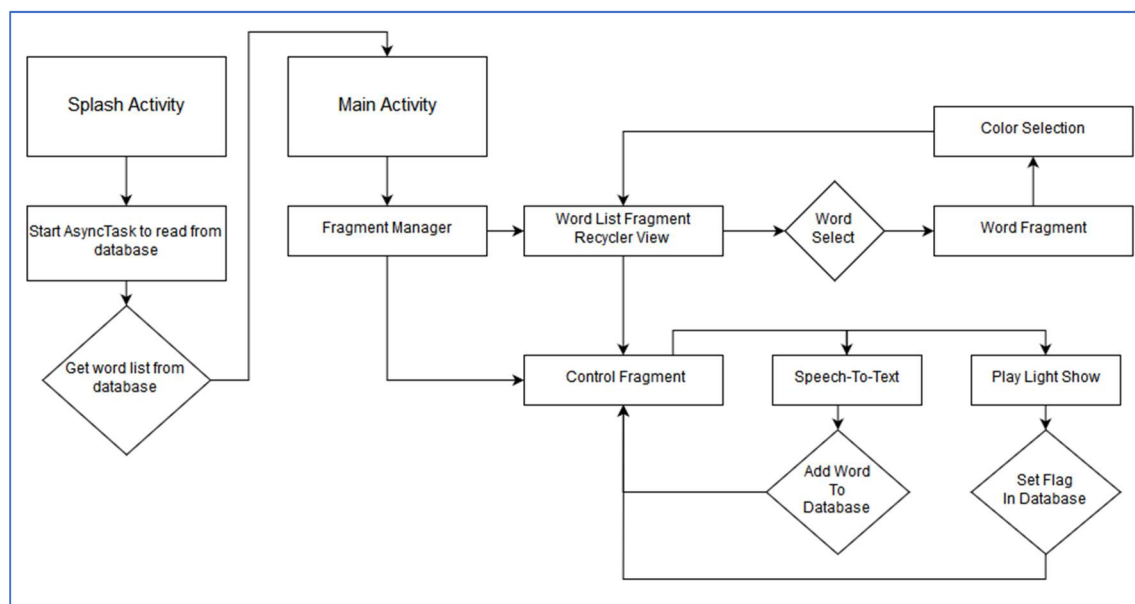 Splash Activity
Main Activity
Color Selection
Start AsyncTask to read from
database
Fragment Manager
Word List Fragment
Recycler View
Word
Select
Word Fragment
Get word list from
database
Control Fragment
Speech-To-Text
Play Light Show
Add Word
To
Database
Set Flag
In Database